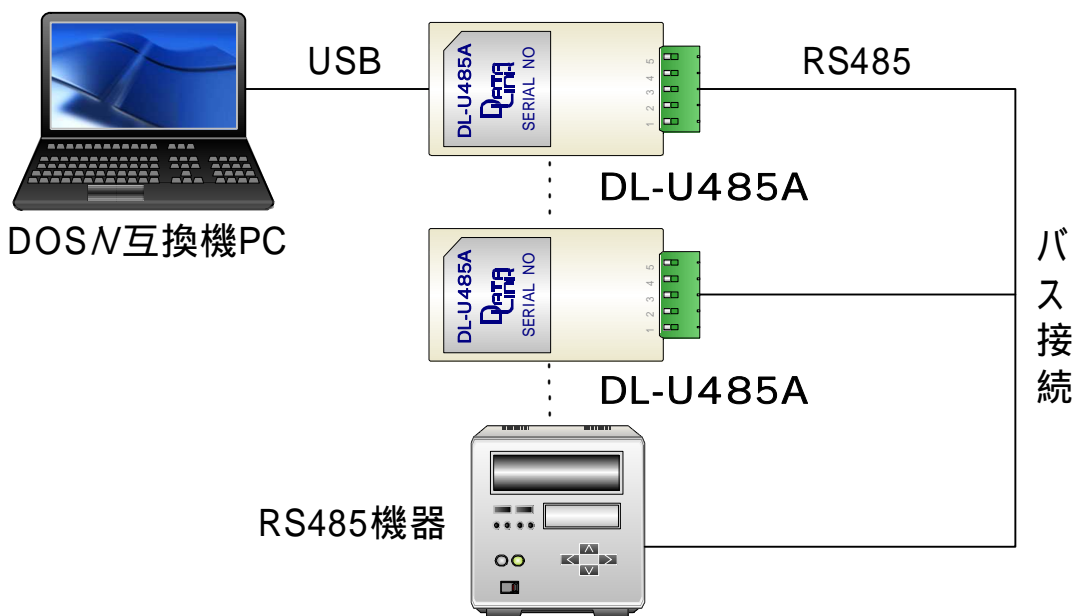 USB
RS485
DL-U485A
DATA LINK
SERIAL NO
1 2 3 4 5
DL-U485A
DOS/V互換機PC
DL-U485A
DATA LINK
SERIAL NO
1 2 3 4 5
DL-U485A
バス接続
RS485機器